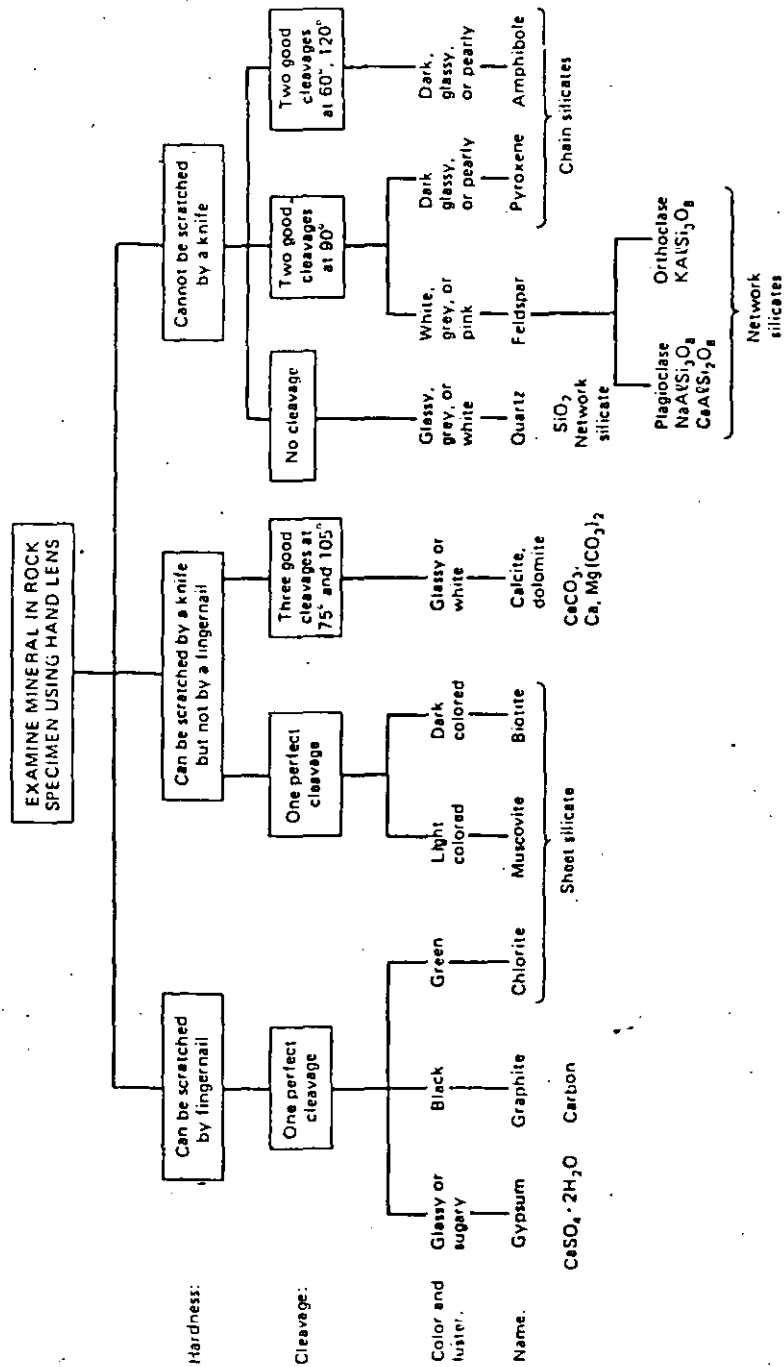 EXAMINE MINERAL IN ROCK
SPECIMEN USING HAND LENS
Hardness:
Can be scratched
by fingernail
Can be scratched by a knife
but not by a fingernail
Cannot be scratched
by a knife
Cleavage:
One perfect
cleavage
One perfect
cleavage
Three good
cleavages at
75° and 105°
No cleavage
Two good
cleavages
at 90°
Two good
cleavages
at 60°, 120°
Color and
luster.
Glassy or
sugary
Black
Green
Light
colored
Dark
colored
Glassy or
white
Glassy,
grey, or
white
White,
grey, or
pink
Dark
glassy,
or pearly
Dark,
glassy,
or pearly
Name.
Gypsum
Graphite
Chlorite
Muscovite
Biotite
Calcite,
dolomite
Quartz
Feldspar
Pyroxene
Amphibole
CaSO₄ · 2H₂O
Carbon
Sheet silicate
CaCO₃,
Ca, Mg (CO₃)₂
SiO₂
Network
silicate
Chain silicates
Plagioclase
NaAlSi₃O₈
CaAlSi₂O₈
Orthoclase
KAlSi₃O₈
Network
silicates